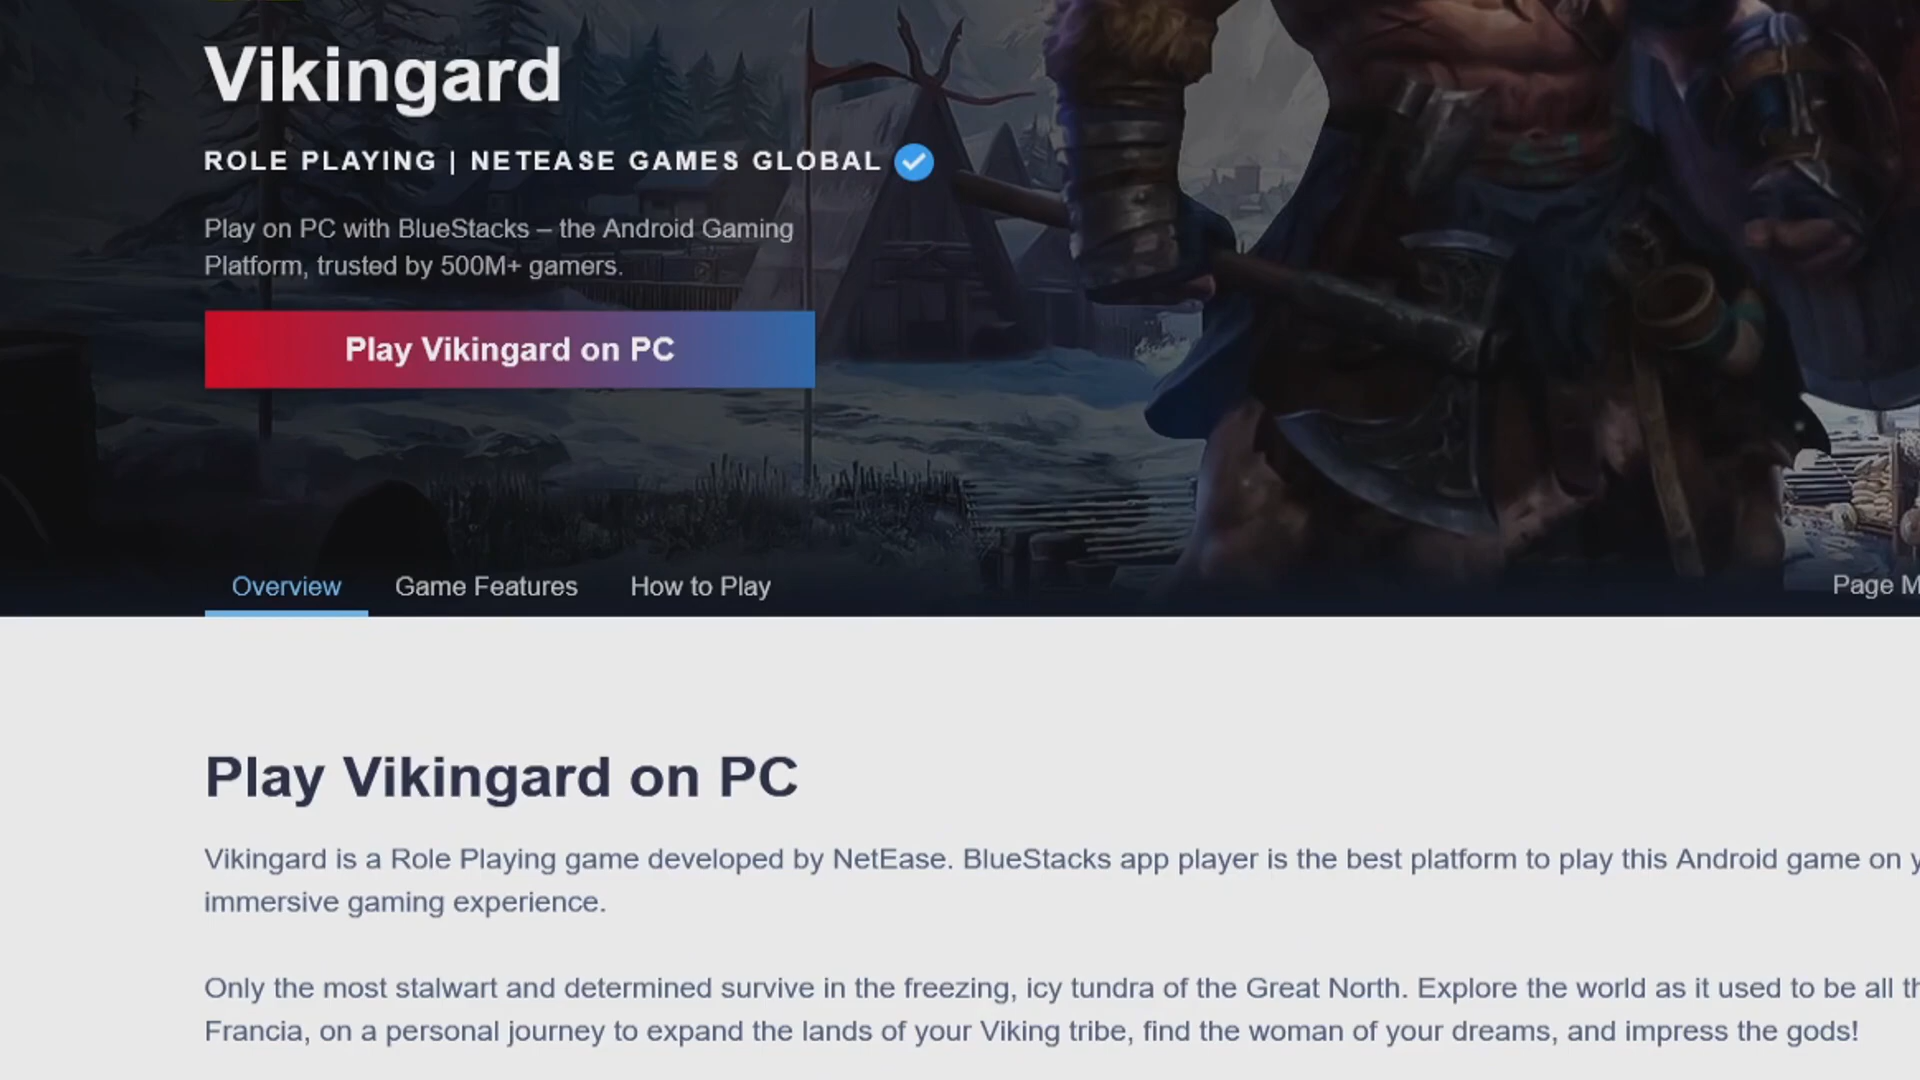 Vikingard
ROLE PLAYING | NETEASE GAMES GLOBAL
Play on PC with BlueStacks – the Android Gaming
Platform, trusted by 500M+ gamers.
Play Vikingard on PC
Overview Game Features How to Play Page M
Play Vikingard on PC
Vikingard is a Role Playing game developed by NetEase. BlueStacks app player is the best platform to play this Android game on y
immersive gaming experience.
Only the most stalwart and determined survive in the freezing, icy tundra of the Great North. Explore the world as it used to be all th
Francia, on a personal journey to expand the lands of your Viking tribe, find the woman of your dreams, and impress the gods!